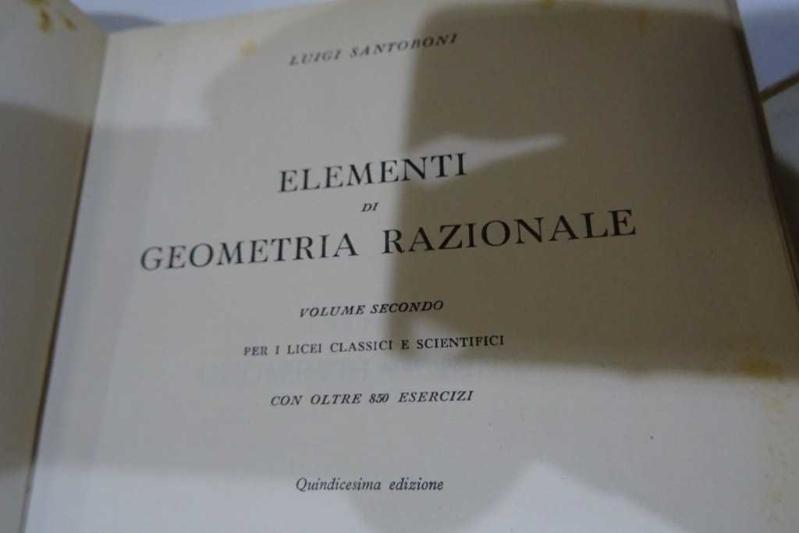 LUIGI SANTOBONI
ELEMENTI
DI
GEOMETRIA RAZIONALE
VOLUME SECONDO
PER I LICEI CLASSICI E SCIENTIFICI
CON OLTRE 850 ESERCIZI
Quindicesima edizione